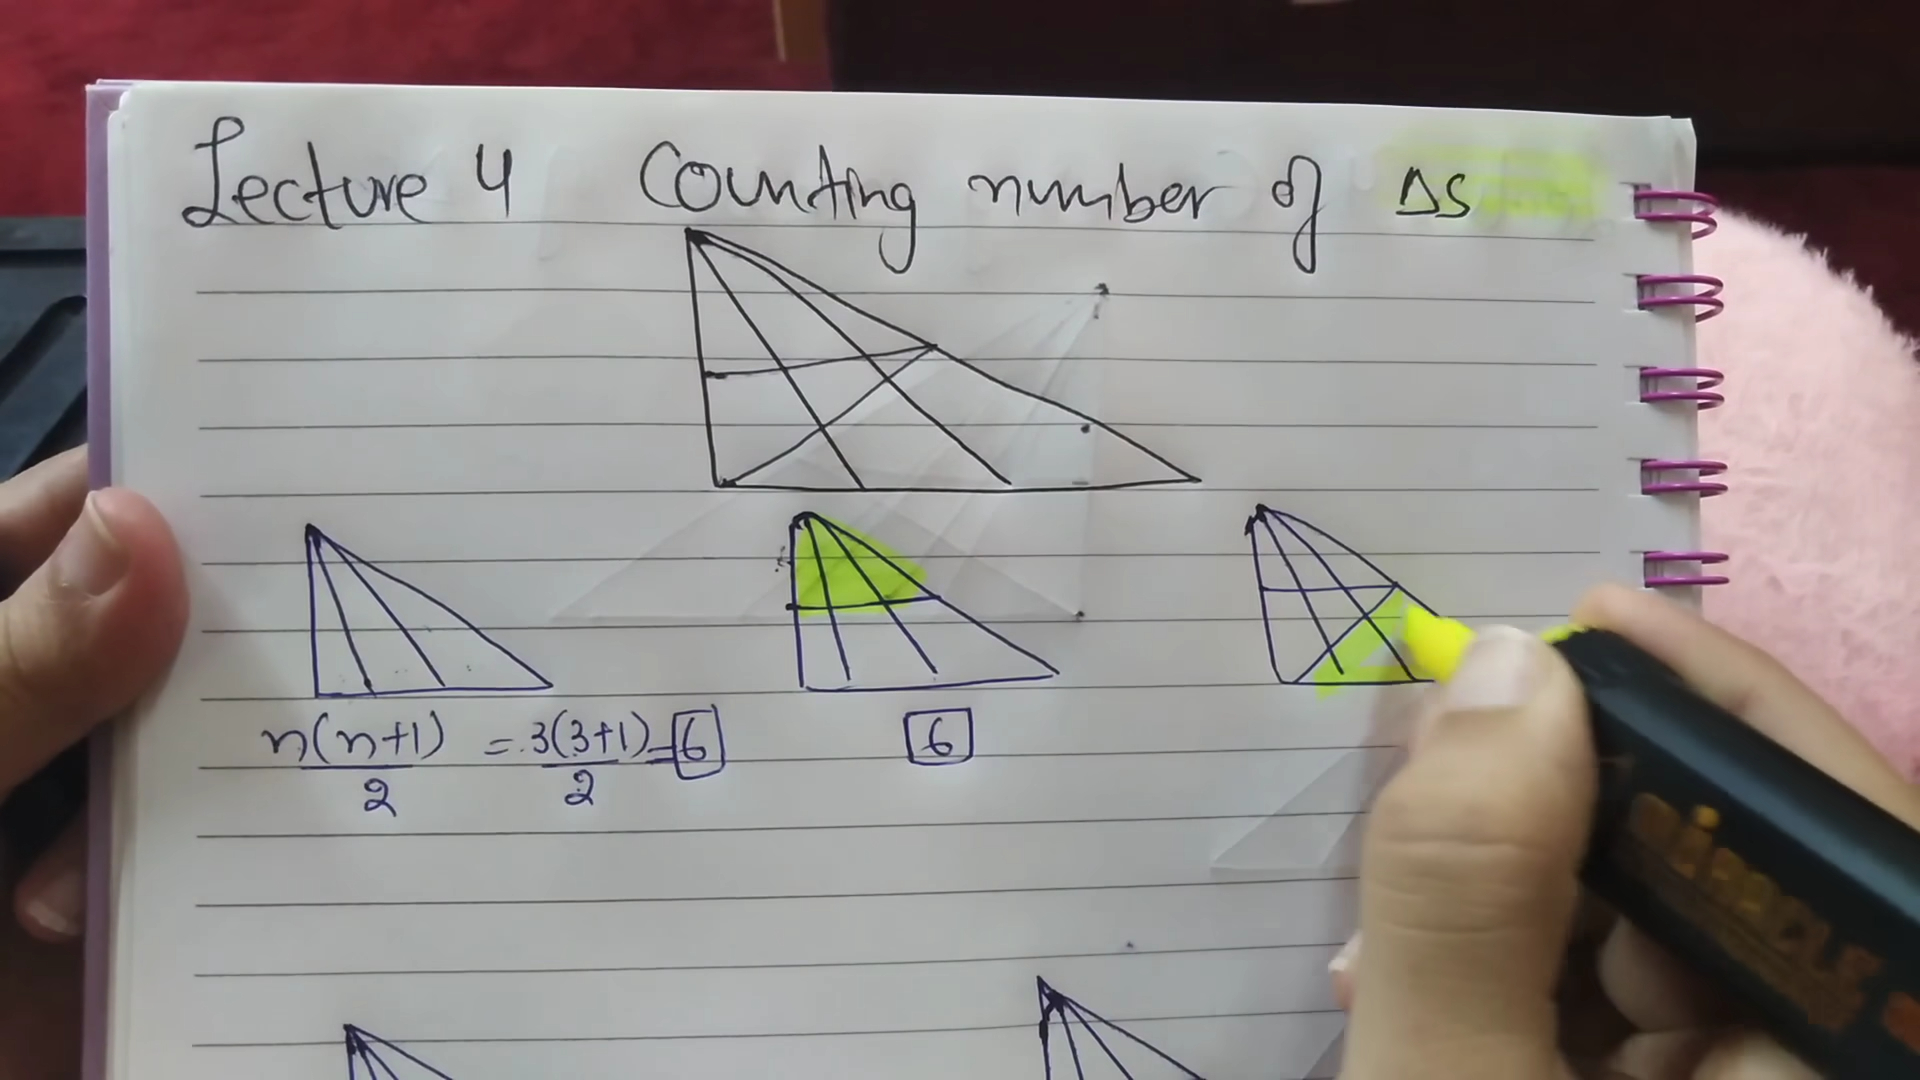 Lecture 4 Counting number of ΔS
n(n+1)/2 = 3(3+1)/2 = 6
6